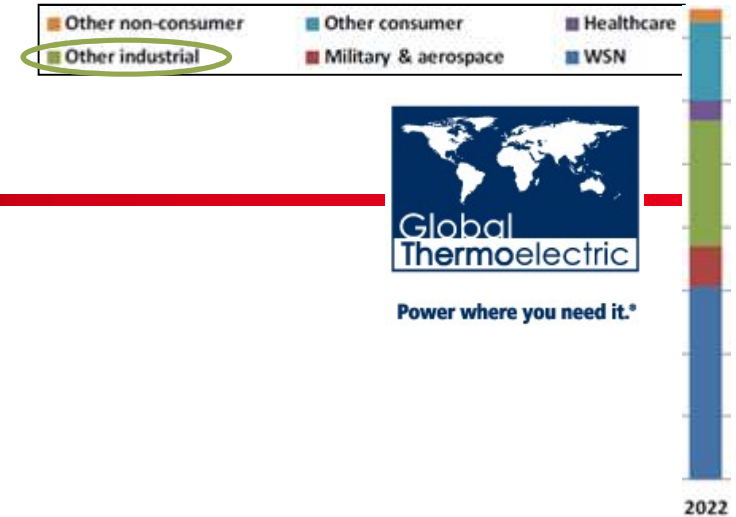 Other non-consumer Other consumer Healthcare
Other industrial Military & aerospace WSN
Global
Thermoelectric
Power where you need it.®
2022